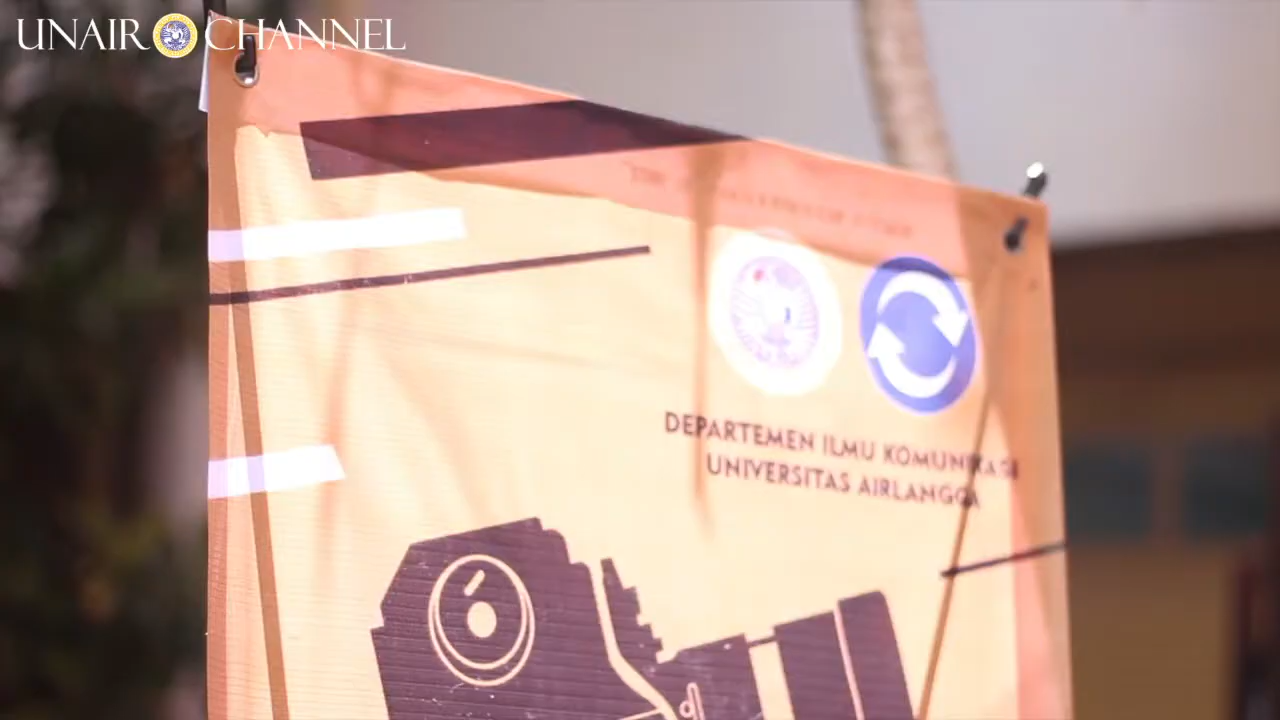 UNAIR CHANNEL
DEPARTEMEN ILMU KOMUNIKASI
UNIVERSITAS AIRLANGGA